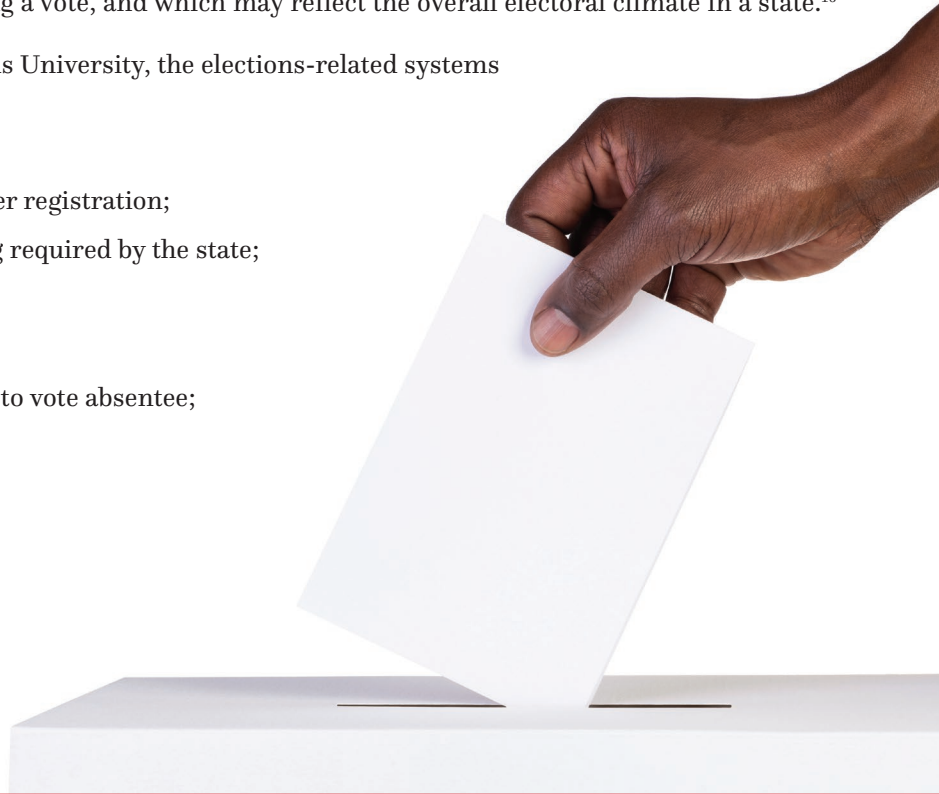 g a vote, and which may reflect the overall electoral climate in a state.
s University, the elections-related systems
er registration;
g required by the state;
to vote absentee;